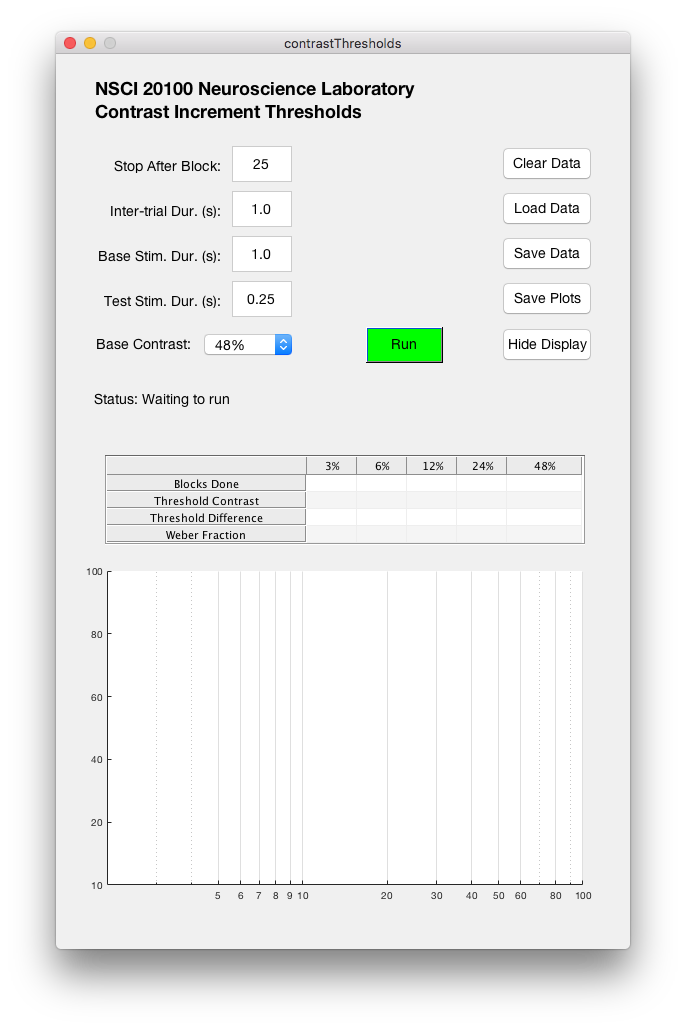 contrastThresholds
NSCI 20100 Neuroscience Laboratory
Contrast Increment Thresholds
Stop After Block: 25 Clear Data
Inter-trial Dur. (s): 1.0 Load Data
Base Stim. Dur. (s): 1.0 Save Data
Test Stim. Dur. (s): 0.25 Save Plots
Base Contrast: 48% Run Hide Display
Status: Waiting to run
3% 6% 12% 24% 48%
Blocks Done
Threshold Contrast
Threshold Difference
Weber Fraction
100
80
60
40
20
10
5 6 7 8 9 10 20 30 40 50 60 80 100